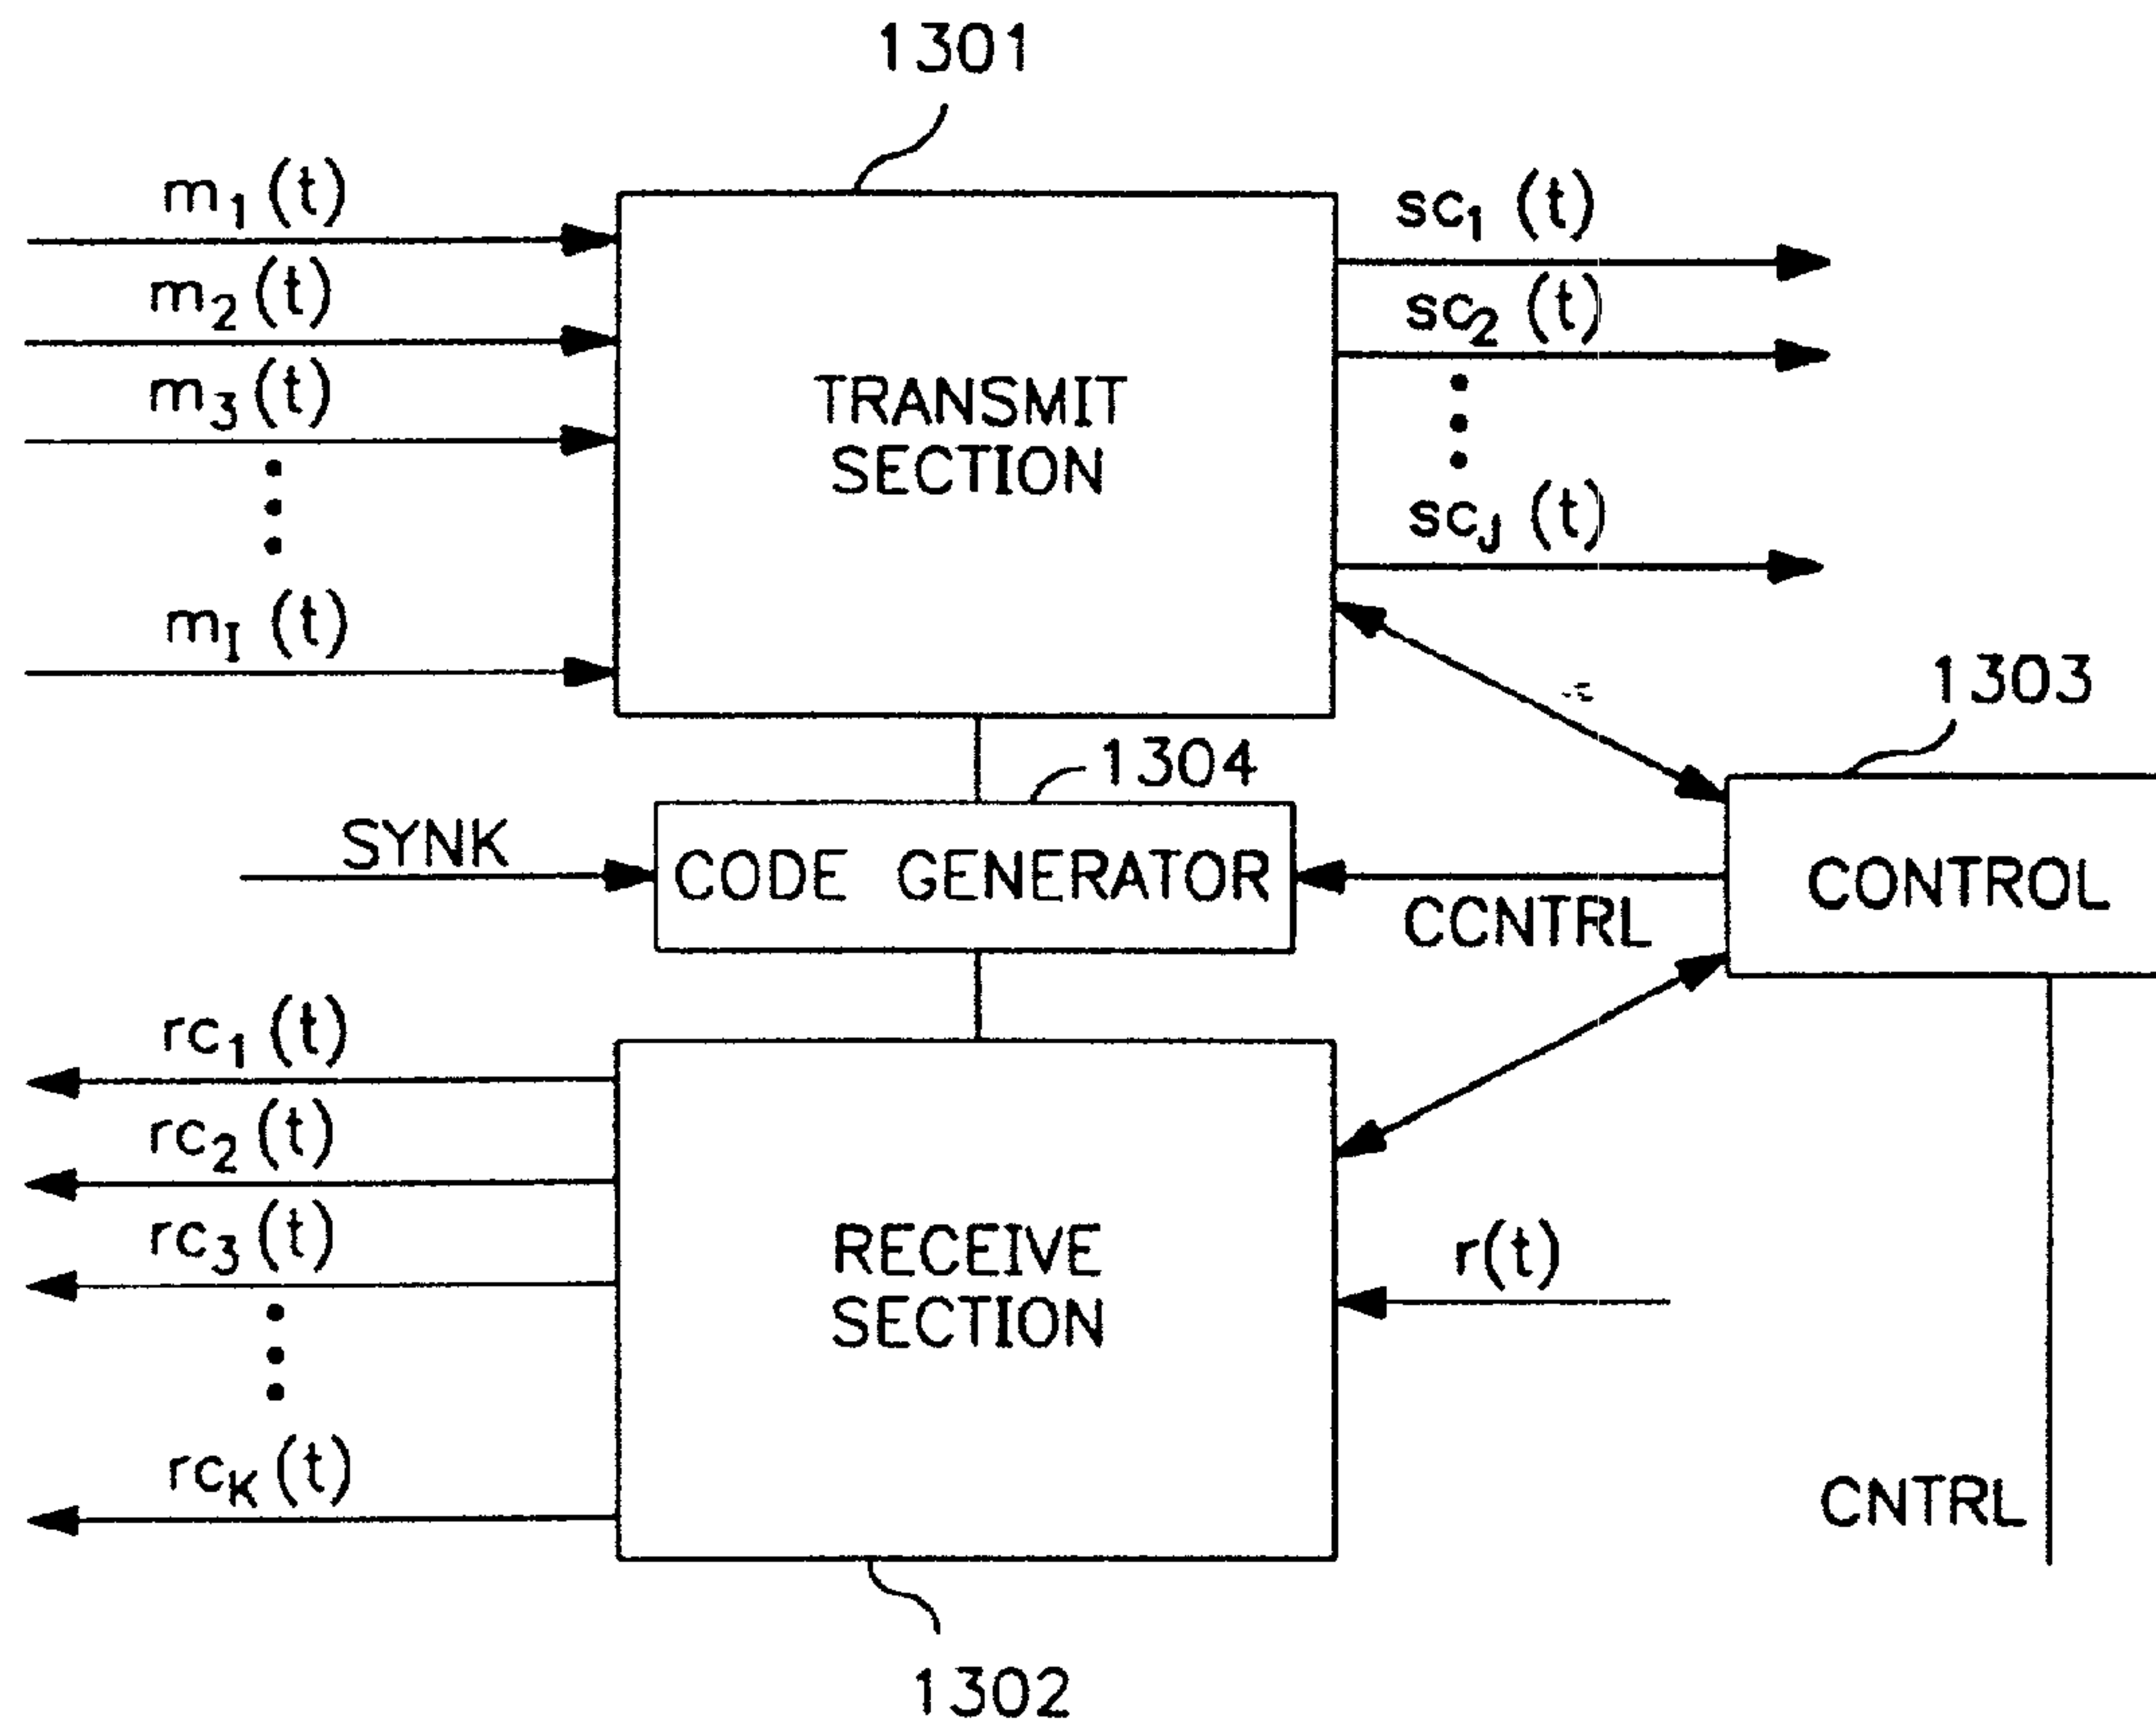 1301
m1 (t)
m2 (t)
m3 (t)
mI (t)
TRANSMIT
SECTION
sc1 (t)
sc2 (t)
scJ (t)
1303
1304
SYNK
CODE GENERATOR
CCNTRL
CONTROL
rc1 (t)
rc2 (t)
rc3 (t)
rcK (t)
RECEIVE
SECTION
r(t)
CNTRL
1302